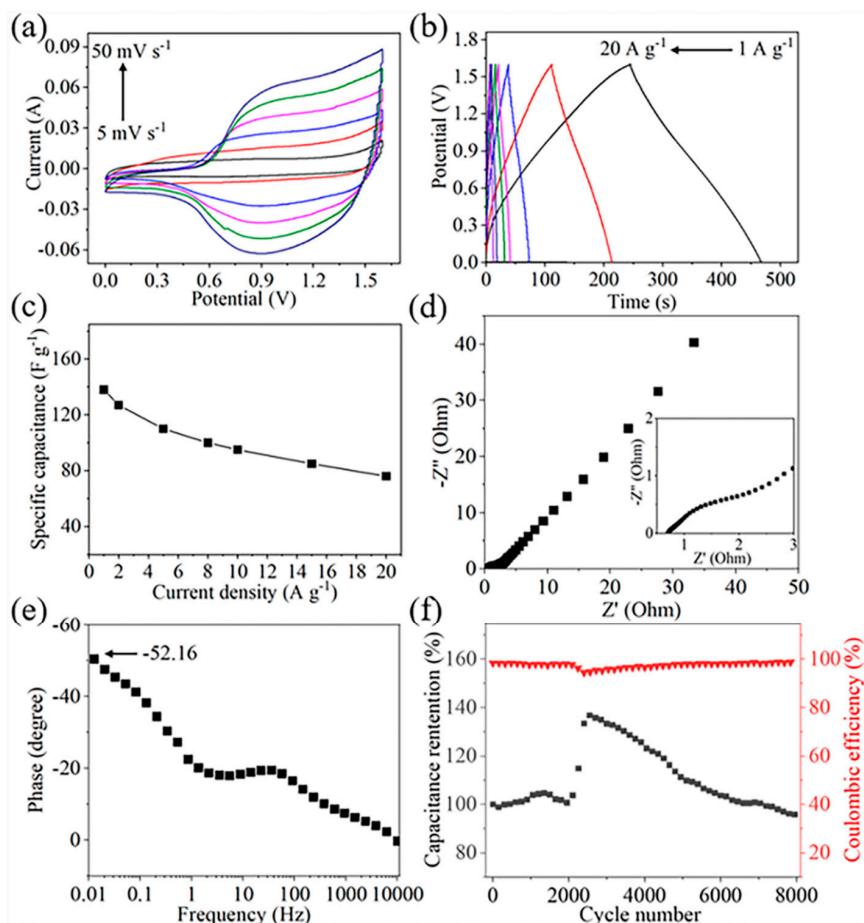 (a)
0.09
0.06
0.03
0.00
-0.03
-0.06
Current (A)
50 mV s-1
5 mV s-1
0.0 0.3 0.6 0.9 1.2 1.5
Potential (V)
(b)
1.8
1.5
1.2
0.9
0.6
0.3
0.0
Potential (V)
20 A g-1
1 A g-1
0 100 200 300 400 500
Time (s)
(c)
160
120
80
40
Specific capacitance (F g-1)
0 2 4 6 8 10 12 14 16 18 20
Current density (A g-1)
(d)
40
30
20
10
0
-Z'' (Ohm)
2
1
0
-Z'' (Ohm)
1 2 3
Z' (Ohm)
0 10 20 30 40 50
Z' (Ohm)
(e)
-60
-40
-20
0
Phase (degree)
-52.16
0.01 0.1 1 10 100 1000 10000
Frequency (Hz)
(f)
160
140
120
100
80
Capacitance rentention (%)
100
80
60
40
20
Coulombic efficiency (%)
0 2000 4000 6000 8000
Cycle number